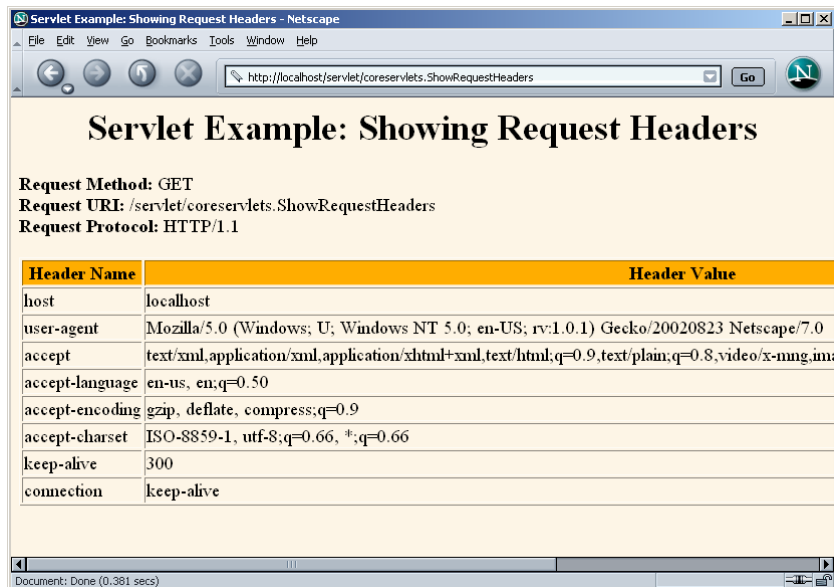 Servlet Example: Showing Request Headers - Netscape
File Edit View Go Bookmarks Tools Window Help
http://localhost/servlet/coreservlets.ShowRequestHeaders Go N
Servlet Example: Showing Request Headers
Request Method: GET
Request URI: /servlet/coreservlets.ShowRequestHeaders
Request Protocol: HTTP/1.1
Header Name Header Value
host localhost
user-agent Mozilla/5.0 (Windows; U; Windows NT 5.0; en-US; rv:1.0.1) Gecko/20020823 Netscape/7.0
accept text/xml,application/xml,application/xhtml+xml,text/html;q=0.9,text/plain;q=0.8,video/x-mng,ima
accept-language en-us, en;q=0.50
accept-encoding gzip, deflate, compress;q=0.9
accept-charset ISO-8859-1, utf-8;q=0.66, *;q=0.66
keep-alive 300
connection keep-alive
Document: Done (0.381 secs)